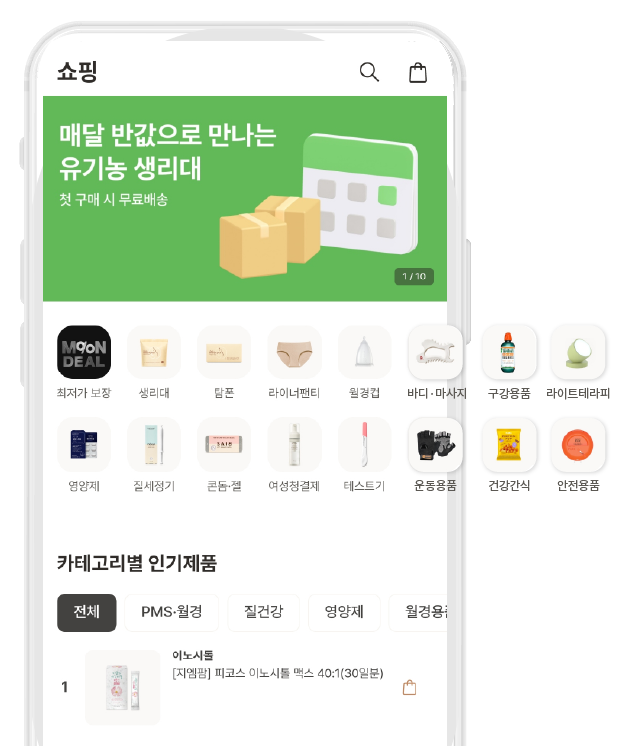 쇼핑
매달 반값으로 만나는
유기농 생리대
첫 구매 시 무료배송
1 / 10
MOON
DEAL
최저가 보장
생리대
탐폰
라이너팬티
월경컵
바디·마사지
구강용품
라이트테라피
영양제
질세정기
콘돔·젤
여성청결제
테스트기
운동용품
건강간식
안전용품
카테고리별 인기제품
전체
PMS·월경
질건강
영양제
월경용품
1
이노시톨
[지엠팜] 피코스 이노시톨 맥스 40:1(30일분)